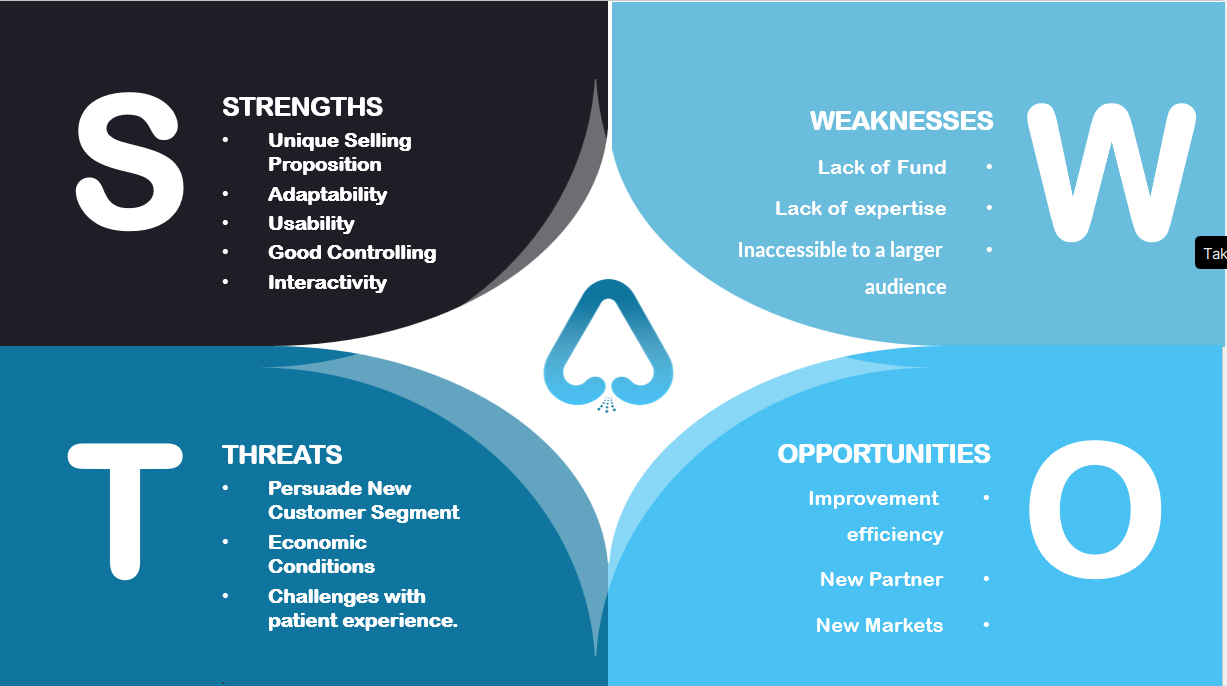 S
STRENGTHS
• Unique Selling
Proposition
• Adaptability
• Usability
• Good Controlling
• Interactivity
W
WEAKNESSES
Lack of Fund •
Lack of expertise •
Inaccessible to a larger •
audience
Tak
T
THREATS
• Persuade New
Customer Segment
• Economic
Conditions
• Challenges with
patient experience.
O
OPPORTUNITIES
Improvement •
efficiency
New Partner •
New Markets •